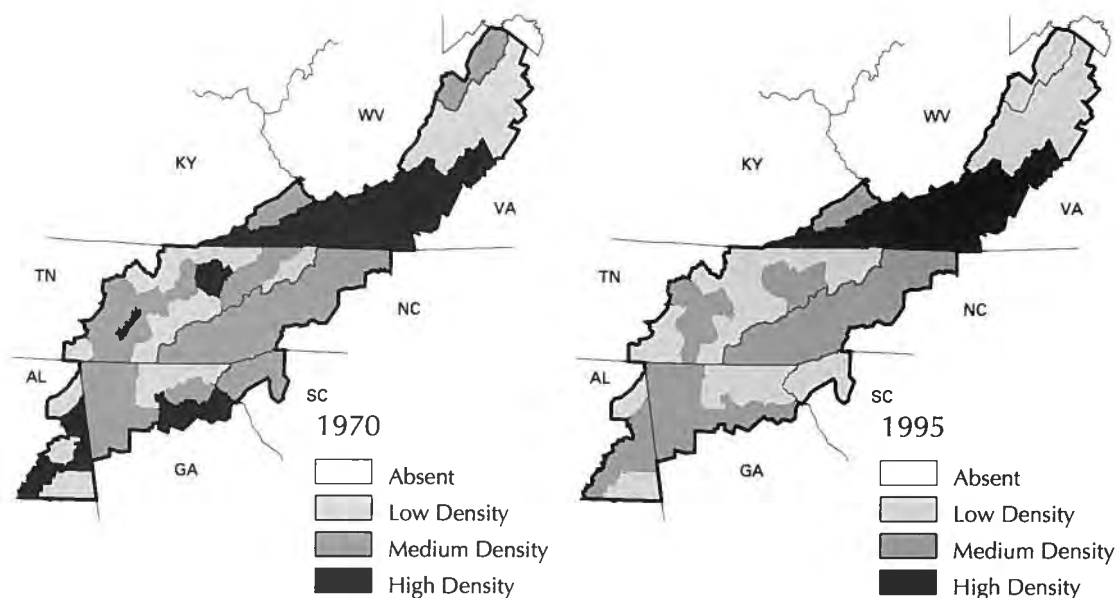 WV
KY
VA
TN
NC
AL
SC
GA
1970
Absent
Low Density
Medium Density
High Density
WV
KY
VA
TN
NC
AL
SC
GA
1995
Absent
Low Density
Medium Density
High Density